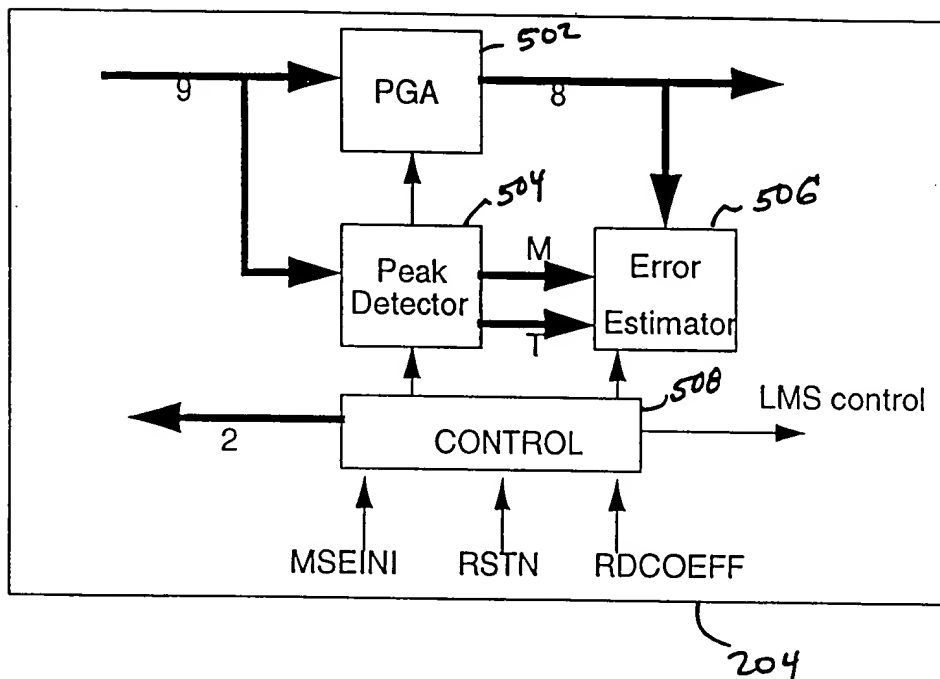 502
9
PGA
8
504
506
M
Peak
Detector
Error
Estimator
T
508
LMS control
2
CONTROL
MSEINI
RSTN
RDCOEFF
204